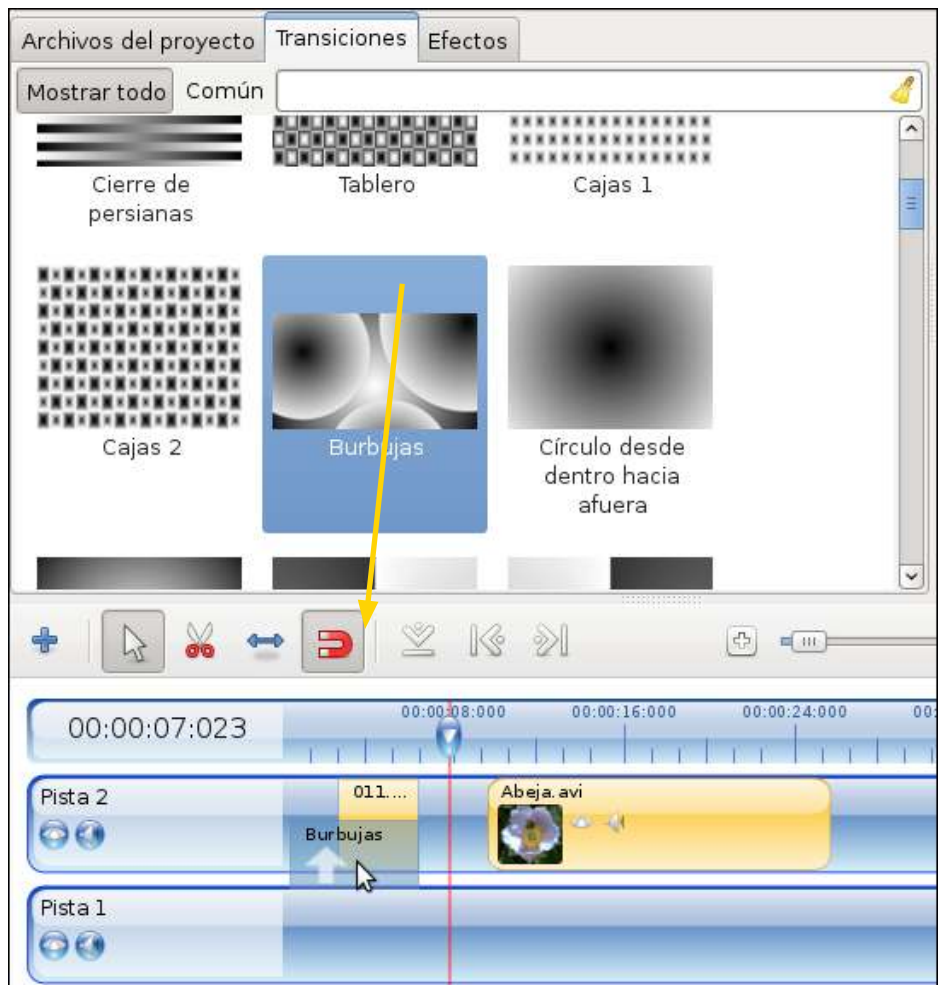 Archivos del proyecto Transiciones Efectos
Mostrar todo Común
Cierre de
persianas
Tablero
Cajas 1
Cajas 2
Burbujas
Círculo desde
dentro hacia
afuera
00:00:07:023
00:00:08:000 00:00:16:000 00:00:24:000 00:
Pista 2
011....
Abeja.avi
Burbujas
Pista 1